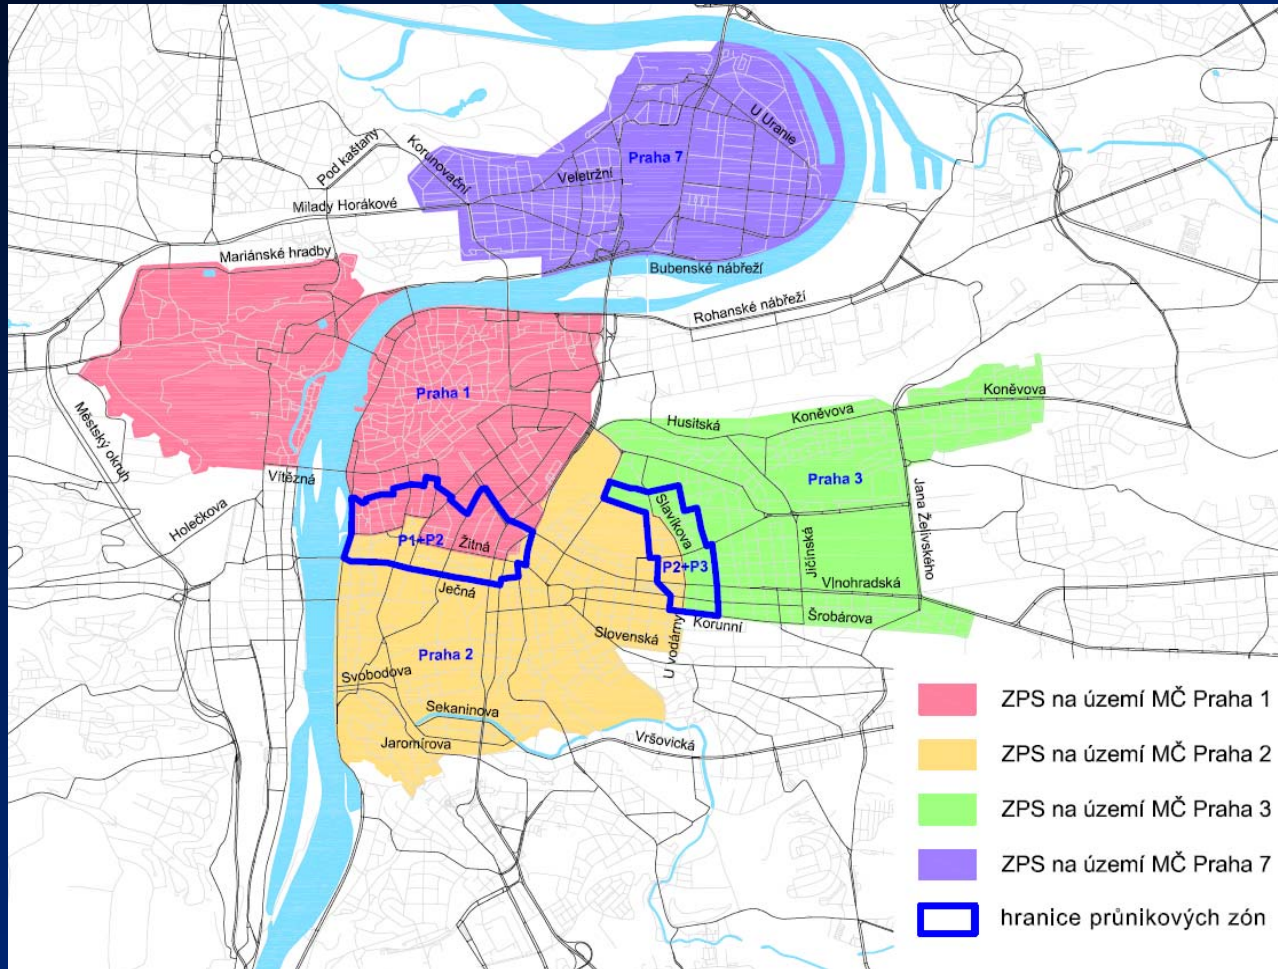 U Uranie
Praha 7
Pod kaštany
Korunovační
Veletržní
Milady Horákové
Mariánské hradby
Bubenské nábřeží
Rohanské nábřeží
Praha 1
Koněvova
Koněvova
Husitská
Městský okruh
Vítězná
Praha 3
Holečkova
Slavíkova
Jana Želivského
P1+P2
Žitná
Jičínská
P2+P3
Ječná
Vlnohradská
Šrobárova
Korunní
Slovenská
U vodárny
Praha 2
Svobodova
Sekaninova
Jaromírova
Vršovická
ZPS na území MČ Praha 1
ZPS na území MČ Praha 2
ZPS na území MČ Praha 3
ZPS na území MČ Praha 7
hranice průnikových zón